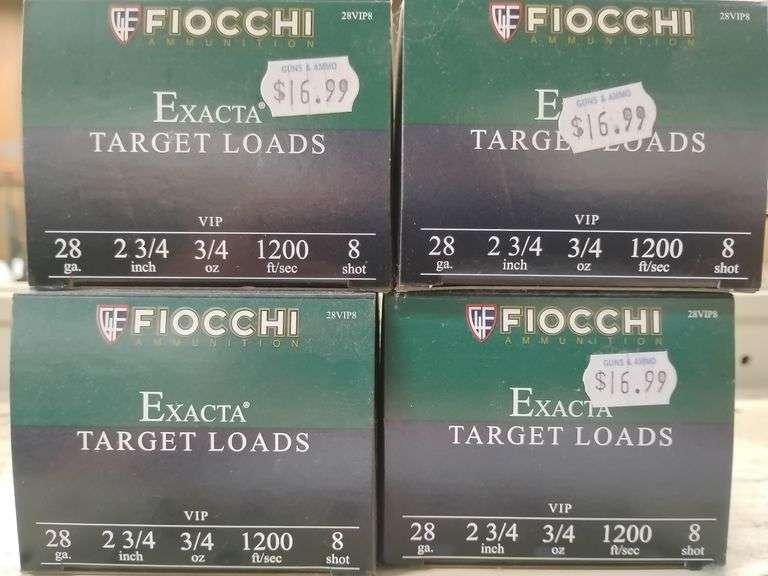 FIOCCHI 28VIP8
AMMUNITION
GUNS & AMMO
$16.99
EXACTA®
TARGET LOADS
VIP
28 2 3/4 3/4 1200 8
ga. inch oz ft/sec shot
FIOCCHI 28VIP8
AMMUNITION
GUNS & AMMO
$16.99
TARGE OADS
VIP
28 2 3/4 3/4 1200 8
ga. inch oz ft/sec shot
FIOCCHI 28VIP8
AMMUNITION
EXACTA®
TARGET LOADS
VIP
28 2 3/4 3/4 1200 8
ga. inch oz ft/sec shot
FIOCCHI 28VIP8
AMMUNITION
GUNS & AMMO
$16.99
EXACTA
TARGET LOADS
VIP
28 2 3/4 3/4 1200 8
ga. inch oz ft/sec shot